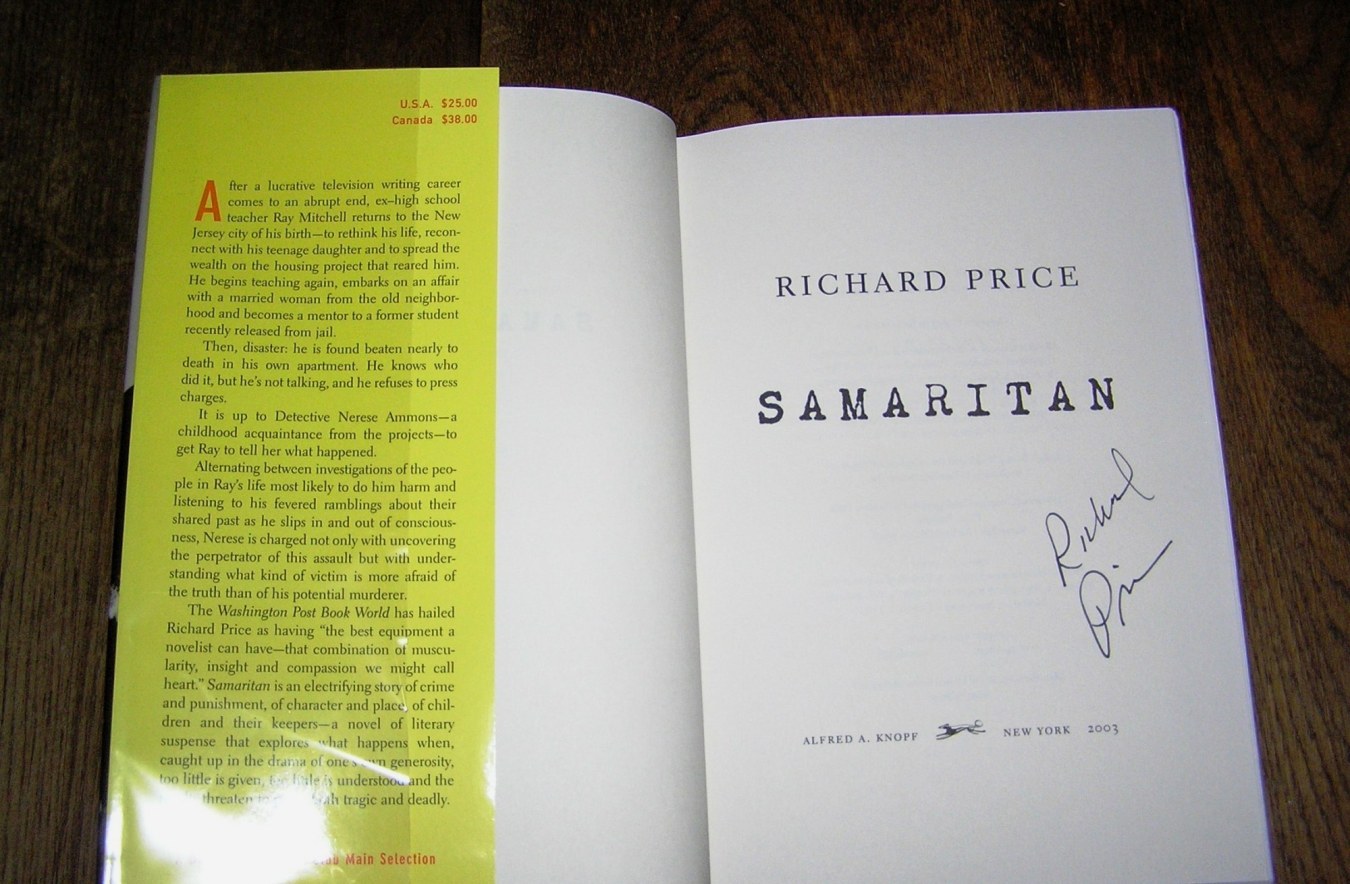 U.S.A. $25.00
Canada $38.00
After a lucrative television writing career
comes to an abrupt end, ex–high school
teacher Ray Mitchell returns to the New
Jersey city of his birth—to rethink his life, recon-
nect with his teenage daughter and to spread the
wealth on the housing project that reared him.
He begins teaching again, embarks on an affair
with a married woman from the old neighbor-
hood and becomes a mentor to a former student
recently released from jail.
Then, disaster: he is found beaten nearly to
death in his own apartment. He knows who
did it, but he's not talking, and he refuses to press
charges.
It is up to Detective Nerese Ammons—a
childhood acquaintance from the projects—to
get Ray to tell her what happened.
Alternating between investigations of the peo-
ple in Ray's life most likely to do him harm and
listening to his fevered ramblings about their
shared past as he slips in and out of conscious-
ness, Nerese is charged not only with uncovering
the perpetrator of this assault but with under-
standing what kind of victim is more afraid of
the truth than of his potential murderer.
The Washington Post Book World has hailed
Richard Price as having “the best equipment a
novelist can have—that combination of muscu-
larity, insight and compassion we might call
heart.” Samaritan is an electrifying story of crime
and punishment, of character and place, of chil-
dren and their keepers—a novel of literary
suspense that explores what happens when,
caught up in the drama of one's own generosity,
too little is given, too little is understood and the
threaten tragic and deadly.
Main Selection
RICHARD PRICE
SAMARITAN
Richard
Price
ALFRED A. KNOPF NEW YORK 2003